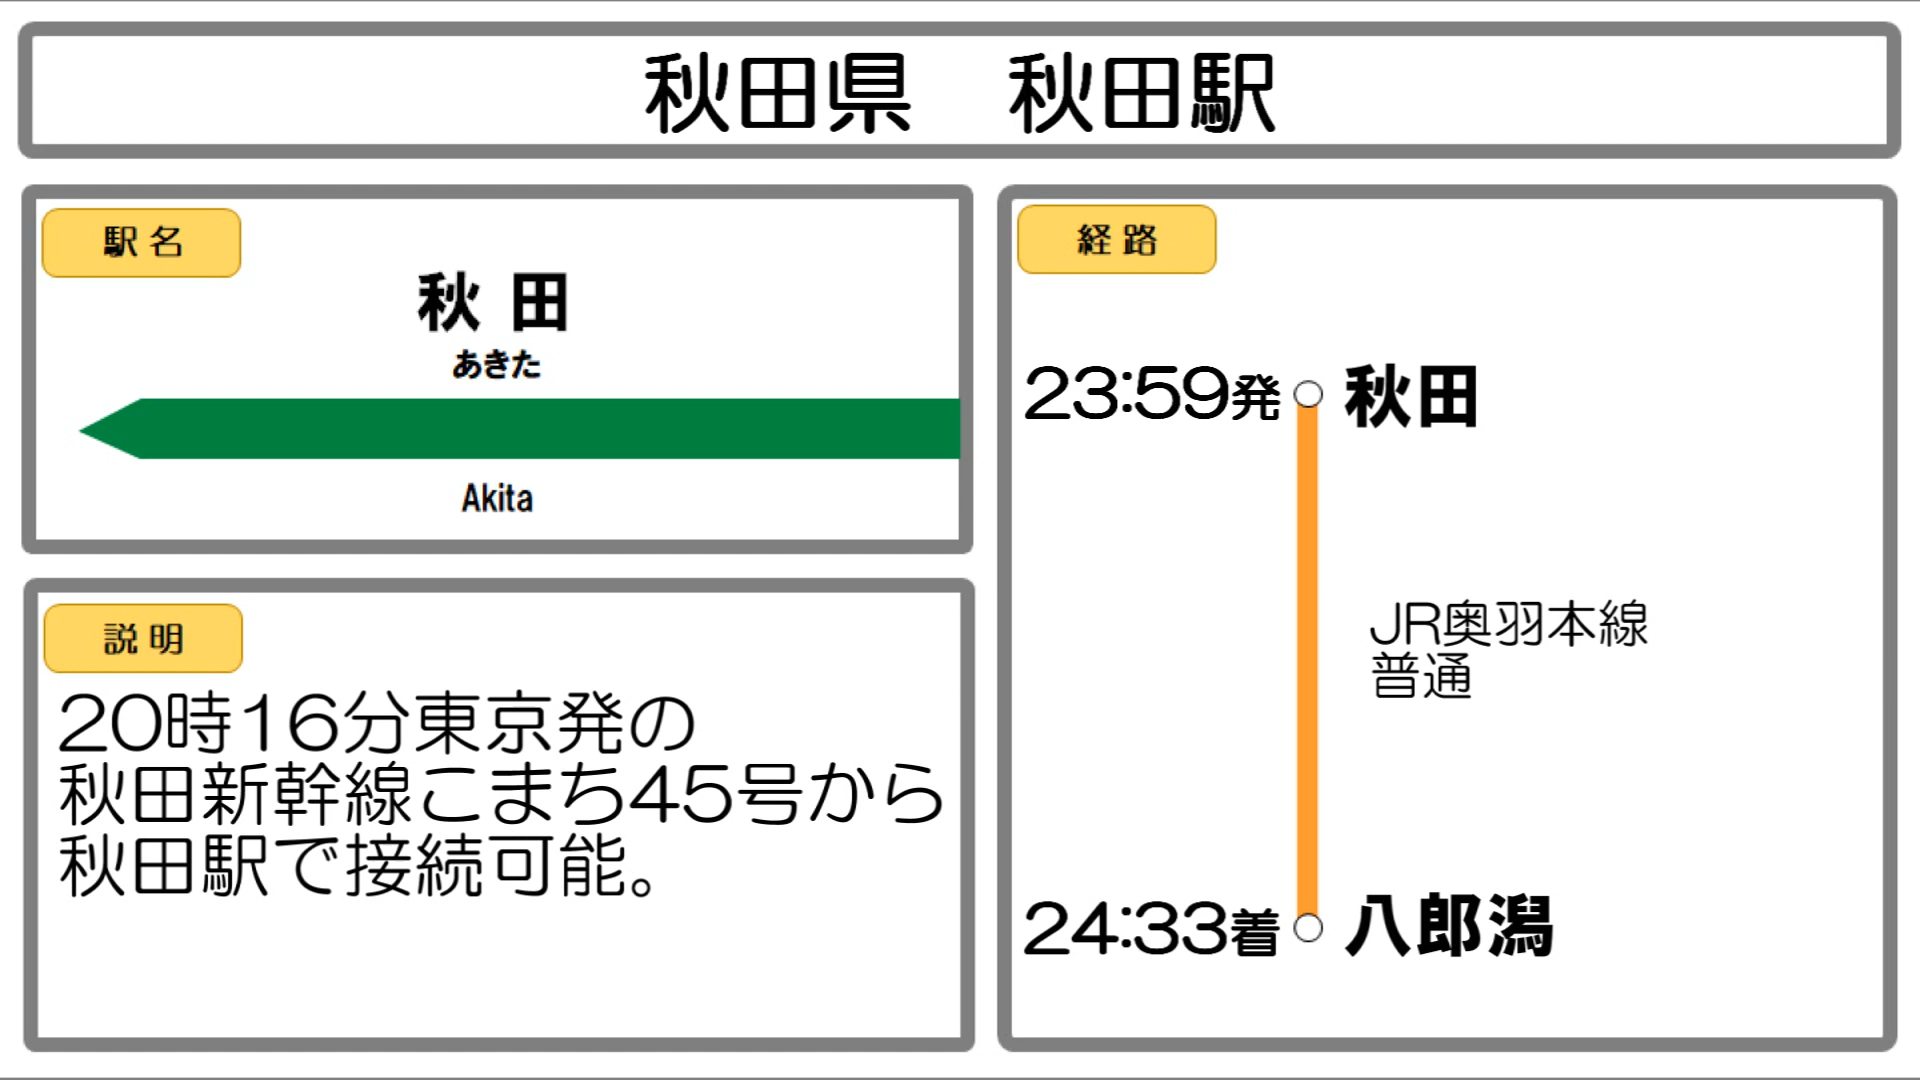 秋田県　秋田駅
駅名
秋田
あきた
Akita
説明
20時16分東京発の
秋田新幹線こまち45号から
秋田駅で接続可能。
経路
23:59発 秋田
JR奥羽本線
普通
24:33着 八郎潟